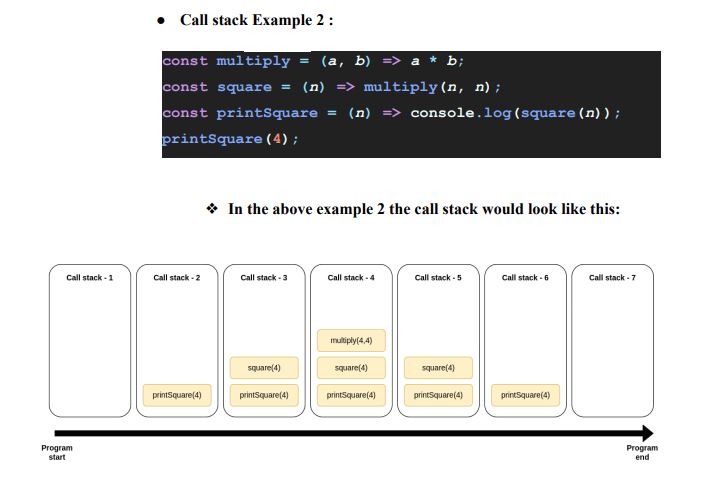 ● Call stack Example 2 :
const multiply = (a, b) => a * b;
const square = (n) => multiply(n, n);
const printSquare = (n) => console.log(square(n));
printSquare(4);
❖ In the above example 2 the call stack would look like this:
Call stack - 1 Call stack - 2 Call stack - 3 Call stack - 4 Call stack - 5 Call stack - 6 Call stack - 7
multiply(4,4)
square(4) square(4) square(4)
printSquare(4) printSquare(4) printSquare(4) printSquare(4) printSquare(4)
Program Program
start end